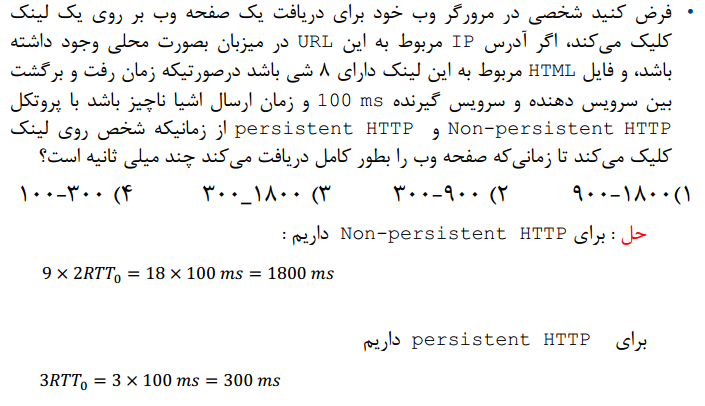 • فرض کنید شخصی در مرورگر وب خود برای دریافت یک صفحه وب بر روی یک لینک
کلیک می‌کند، اگر آدرس IP مربوط به این URL در میزبان بصورت محلی وجود داشته
باشد، و فایل HTML مربوط به این لینک دارای ۸ شی باشد درصورتیکه زمان رفت و برگشت
بین سرویس دهنده و سرویس گیرنده 100 ms و زمان ارسال اشیا ناچیز باشد با پروتکل
Non-persistent HTTP و persistent HTTP از زمانیکه شخص روی لینک
کلیک می‌کند تا زمانی‌که صفحه وب را بطور کامل دریافت می‌کند چند میلی ثانیه است؟
۱) ۱۸۰۰-۹۰۰ ۲) ۹۰۰-۳۰۰ ۳) ۱۸۰۰_۳۰۰ ۴) ۳۰۰-۱۰۰
حل : برای Non-persistent HTTP داریم :
9 × 2RTT₀ = 18 × 100 ms = 1800 ms
برای persistent HTTP داریم
3RTT₀ = 3 × 100 ms = 300 ms